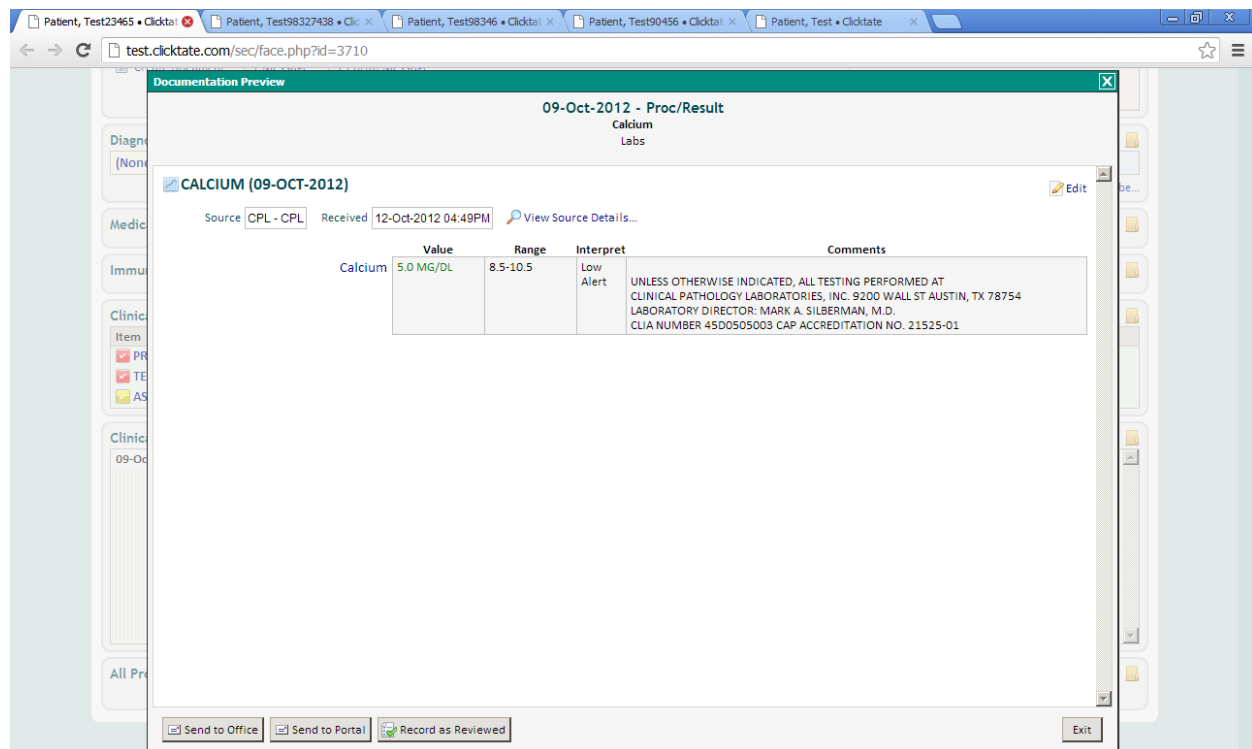 Patient, Test23465 • Clicktat
Patient, Test98327438 • Clic
Patient, Test98346 • Clicktat
Patient, Test90456 • Clicktat
Patient, Test • Clicktate
test.clicktate.com/sec/face.php?id=3710
Documentation Preview
09-Oct-2012 - Proc/Result
Calcium
Labs
Diagno
(None
CALCIUM (09-OCT-2012)
Edit
be...
Source CPL - CPL Received 12-Oct-2012 04:49PM View Source Details...
Medic
Value Range Interpret Comments
Immun
Calcium 5.0 MG/DL 8.5-10.5 Low
Alert
UNLESS OTHERWISE INDICATED, ALL TESTING PERFORMED AT
CLINICAL PATHOLOGY LABORATORIES, INC. 9200 WALL ST AUSTIN, TX 78754
LABORATORY DIRECTOR: MARK A. SILBERMAN, M.D.
CLIA NUMBER 45D0505003 CAP ACCREDITATION NO. 21525-01
Clinica
Item
PR
TE
AS
Clinica
09-Oc
All Pro
Send to Office Send to Portal Record as Reviewed Exit